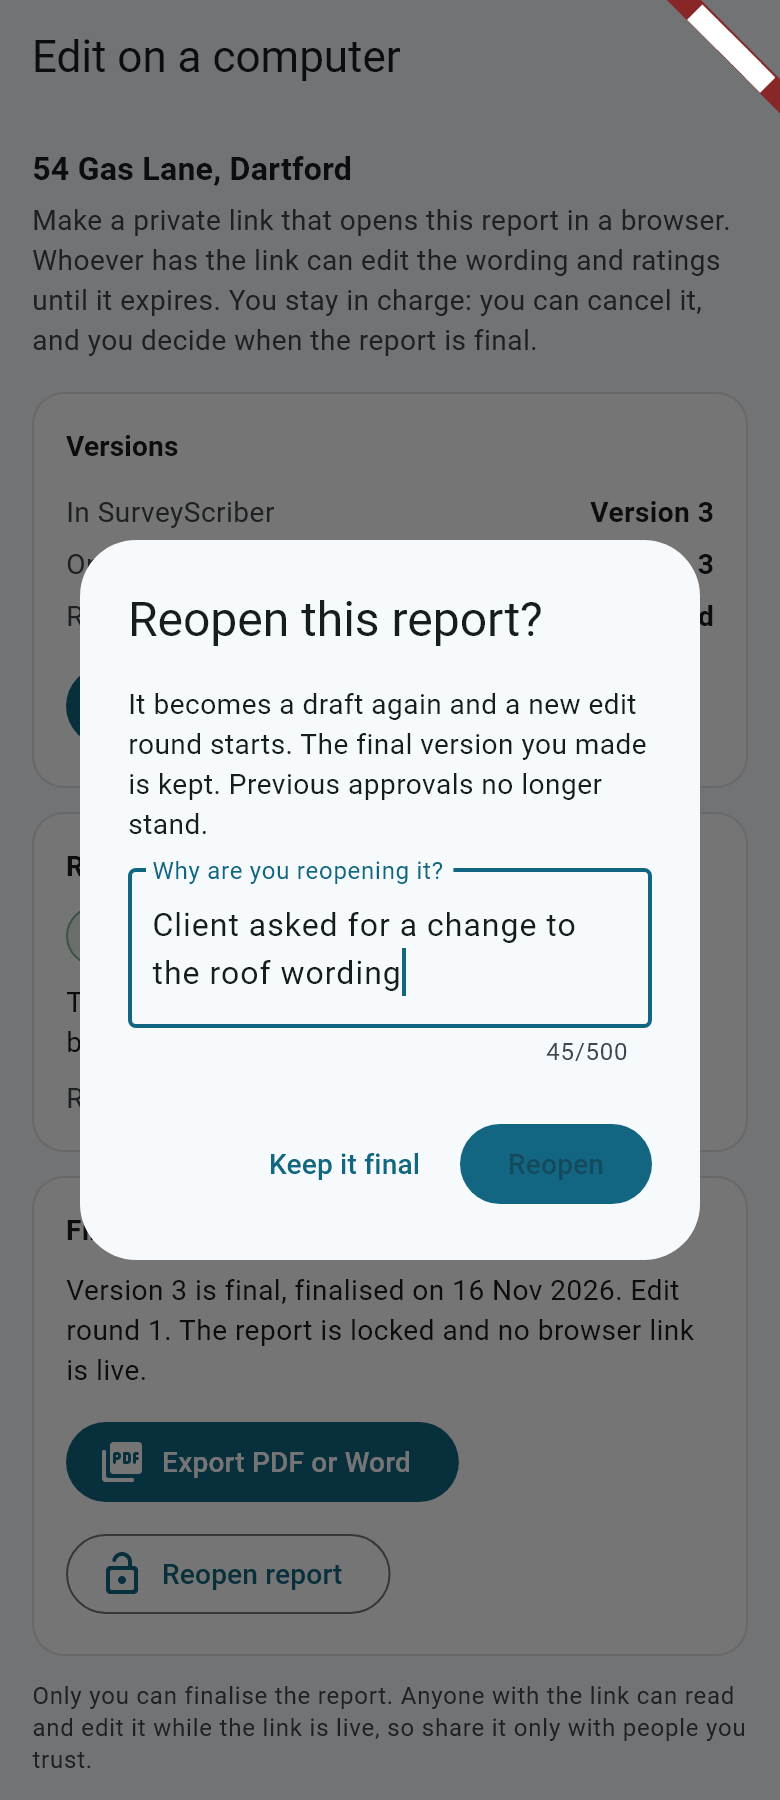 Edit on a computer
54 Gas Lane, Dartford
Make a private link that opens this report in a browser.
Whoever has the link can edit the wording and ratings
until it expires. You stay in charge: you can cancel it,
and you decide when the report is final.
Versions
In SurveyScriber Version 3
3
Reopen this report?
It becomes a draft again and a new edit
round starts. The final version you made
is kept. Previous approvals no longer
stand.
Why are you reopening it?
Client asked for a change to
the roof wording
45/500
Keep it final Reopen
Version 3 is final, finalised on 16 Nov 2026. Edit
round 1. The report is locked and no browser link
is live.
PDF Export PDF or Word
Reopen report
Only you can finalise the report. Anyone with the link can read
and edit it while the link is live, so share it only with people you
trust.